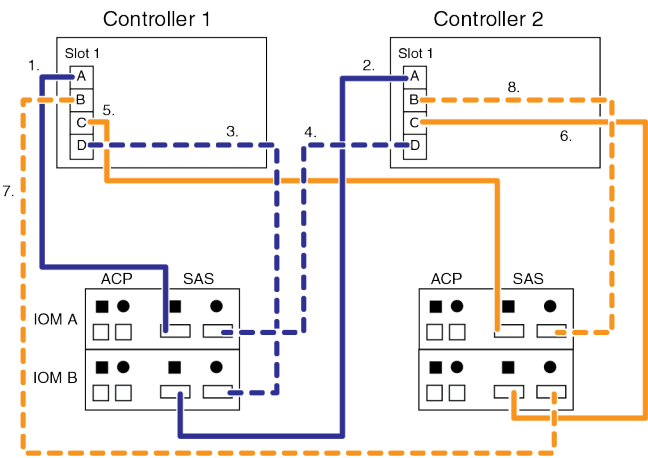 Controller 1
Controller 2
Slot 1
Slot 1
1.
A
2.
A
7.
B
B
8.
5.
C
C
6.
3.
D
4.
D
ACP
SAS
ACP
SAS
IOM A
IOM B